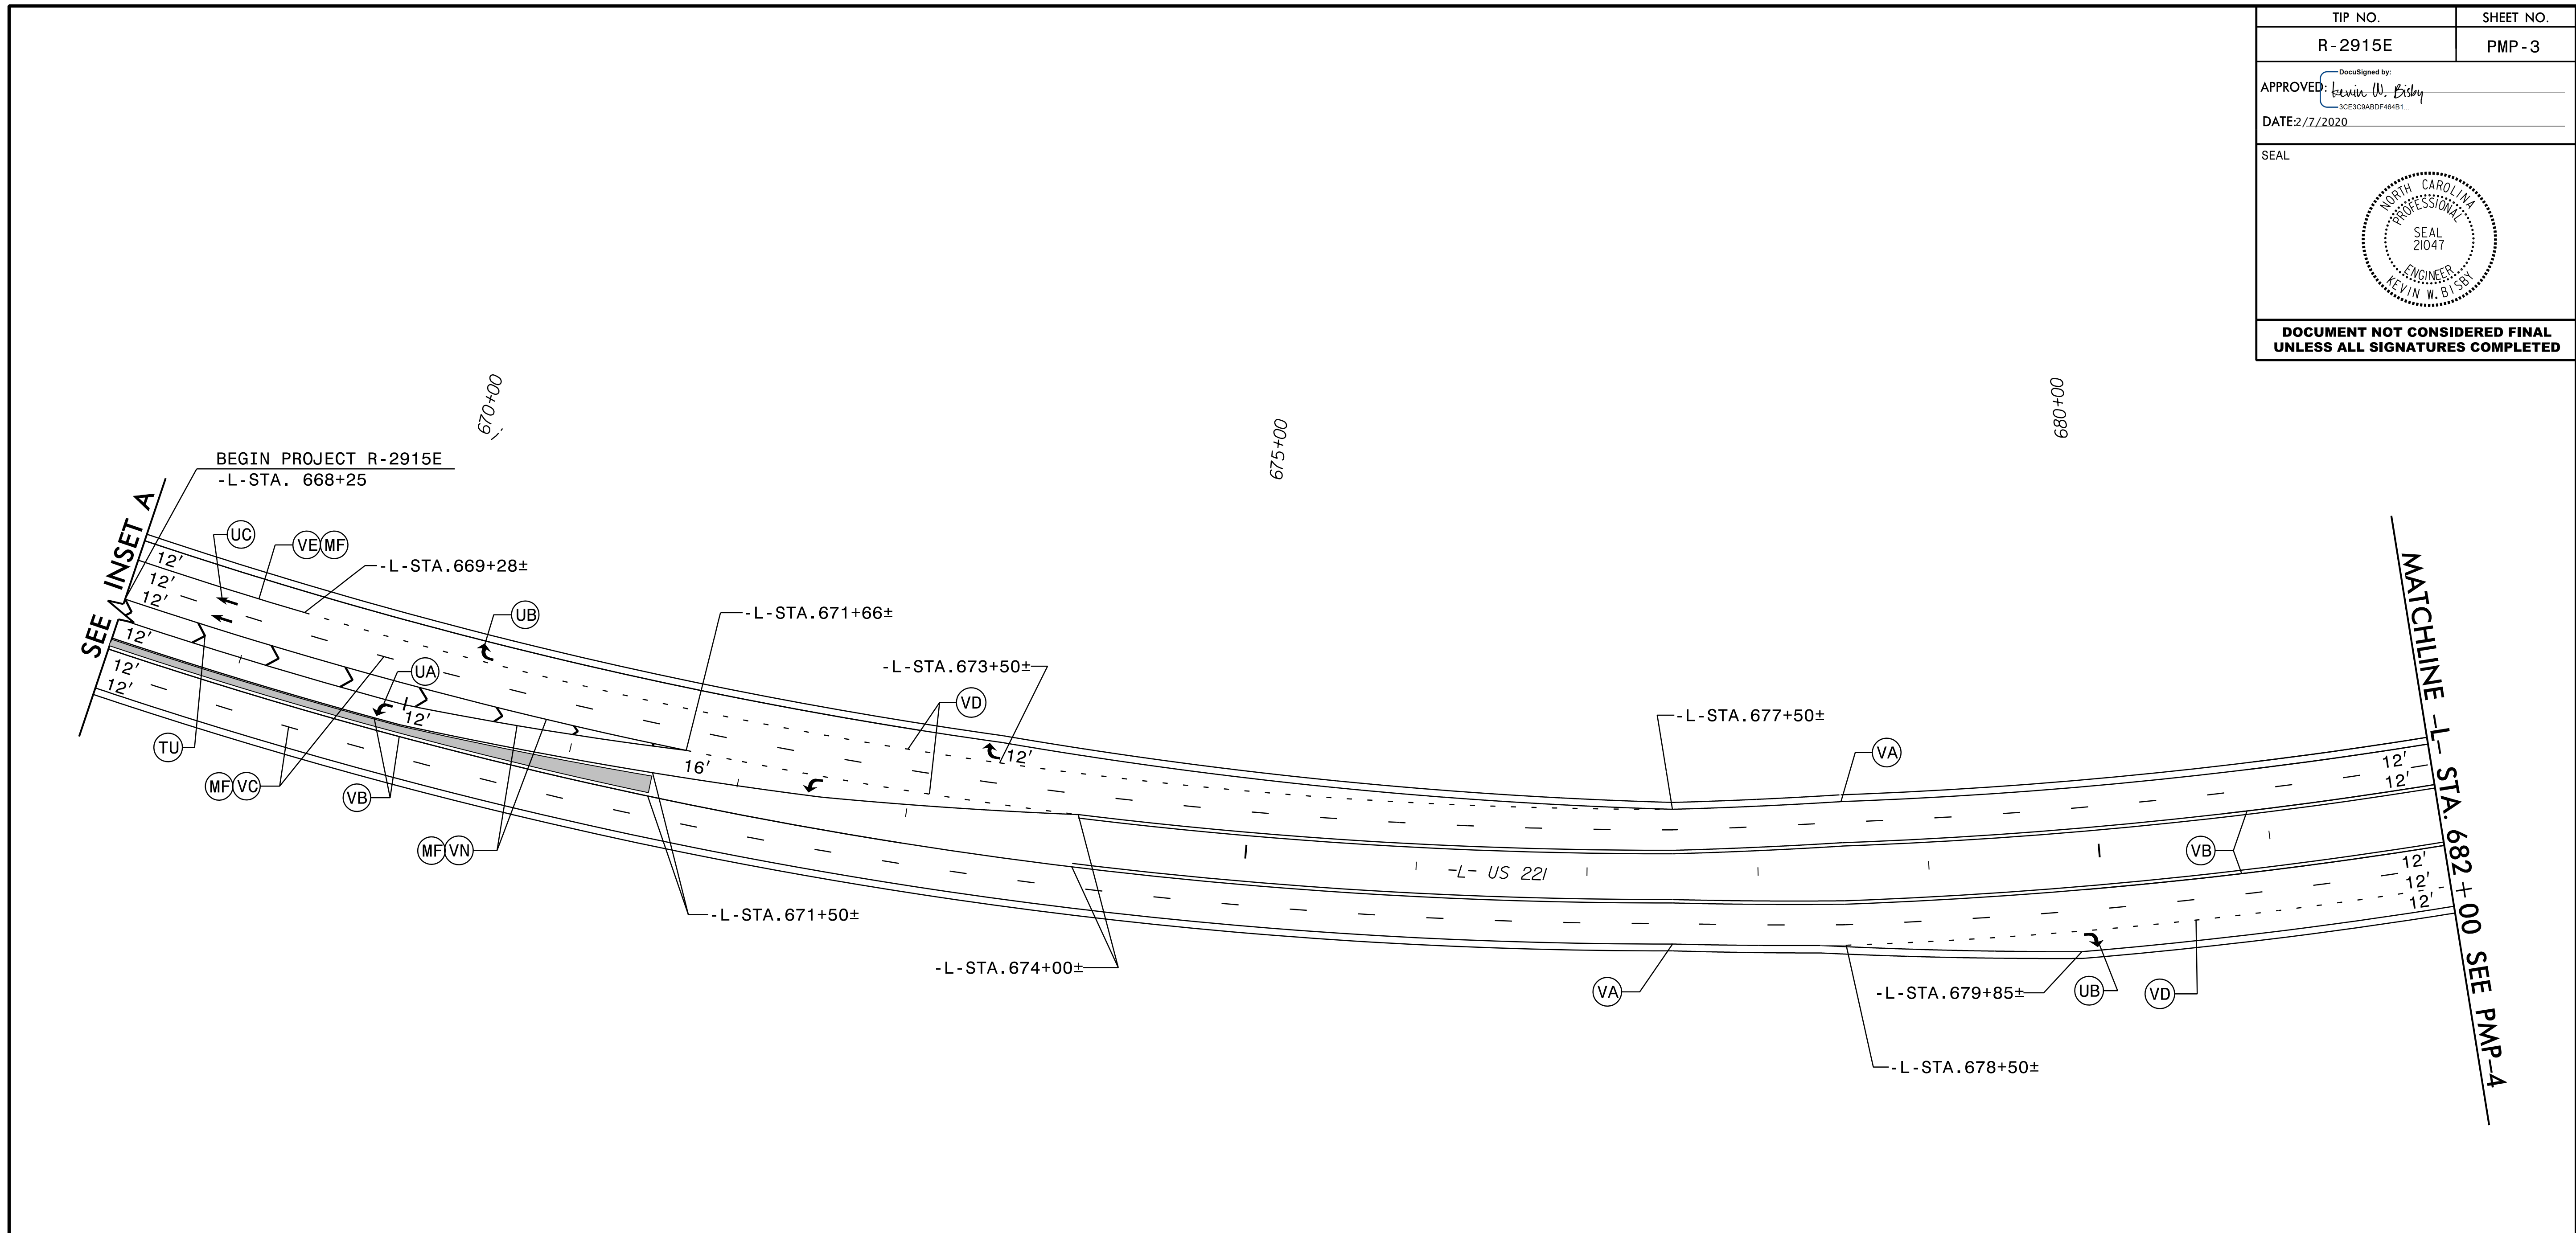 TIP NO.
SHEET NO.
R-2915E
PMP-3
DocuSigned by:
APPROVED: Kevin W. Bisby
3CE3C9ABDF464B1...
DATE:2/7/2020
SEAL
NORTH CAROLINA
PROFESSIONAL
SEAL
21047
ENGINEER
KEVIN W. BISBY
DOCUMENT NOT CONSIDERED FINAL
UNLESS ALL SIGNATURES COMPLETED
670+00
675+00
680+00
BEGIN PROJECT R-2915E
-L-STA. 668+25
SEE INSET A
UC
VE MF
-L-STA.669+28±
UB
-L-STA.671+66±
-L-STA.673+50±
VD
UA
-L-STA.677+50±
VA
12'
12'
12'
12'
12'
12'
12'
16'
12'
TU
MF VC
VB
MF VN
-L-STA.671+50±
-L-STA.674+00±
-L- US 221
VA
-L-STA.679+85±
UB
VD
-L-STA.678+50±
VB
12'
12'
12'
12'
12'
MATCHLINE -L- STA. 682+00 SEE PMP-4